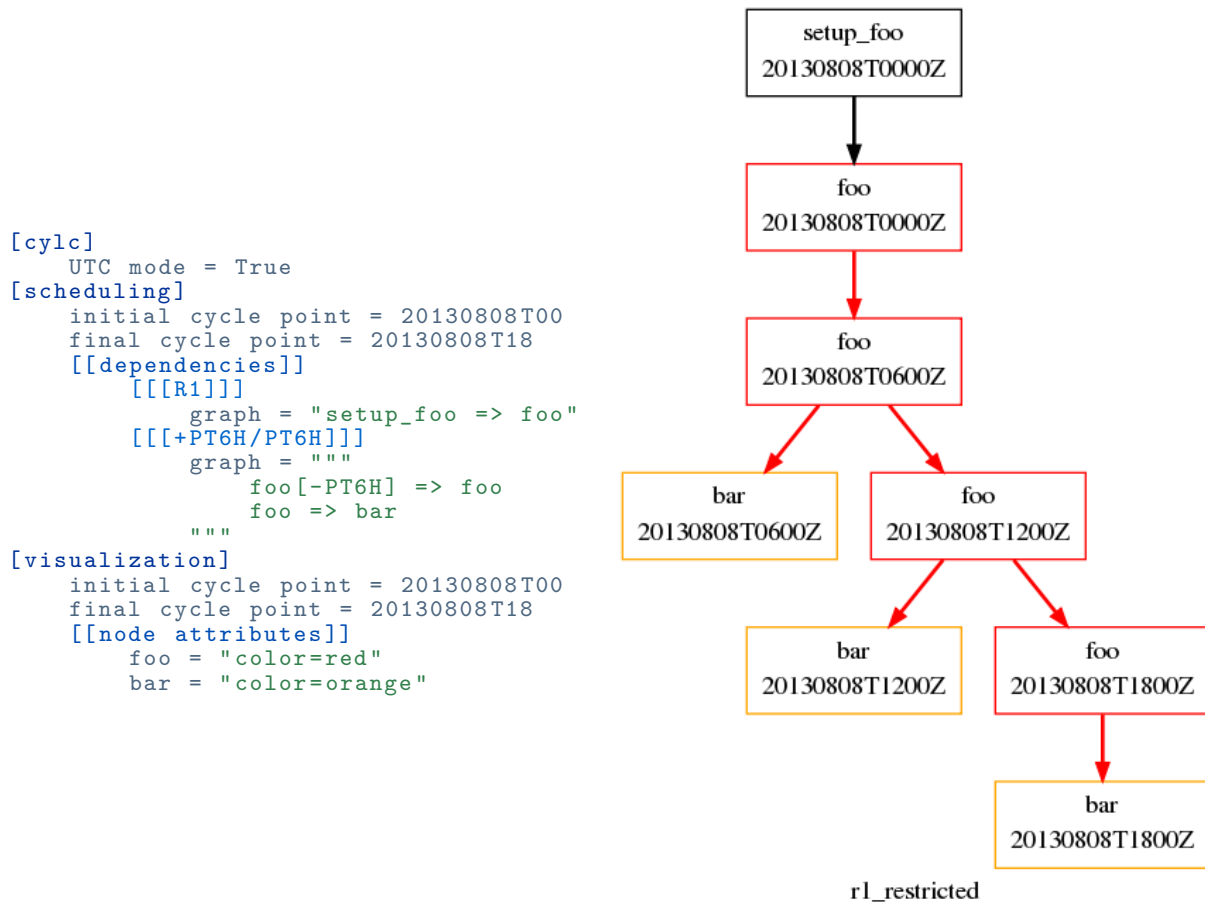 [cylc]
    UTC mode = True
[scheduling]
    initial cycle point = 20130808T00
    final cycle point = 20130808T18
    [[dependencies]]
        [[[R1]]]
            graph = "setup_foo => foo"
        [[[+PT6H/PT6H]]]
            graph = """
                foo[-PT6H] => foo
                foo => bar
            """
[visualization]
    initial cycle point = 20130808T00
    final cycle point = 20130808T18
    [[node attributes]]
        foo = "color=red"
        bar = "color=orange"
setup_foo
20130808T0000Z
foo
20130808T0000Z
foo
20130808T0600Z
bar
20130808T0600Z
foo
20130808T1200Z
bar
20130808T1200Z
foo
20130808T1800Z
bar
20130808T1800Z
r1_restricted